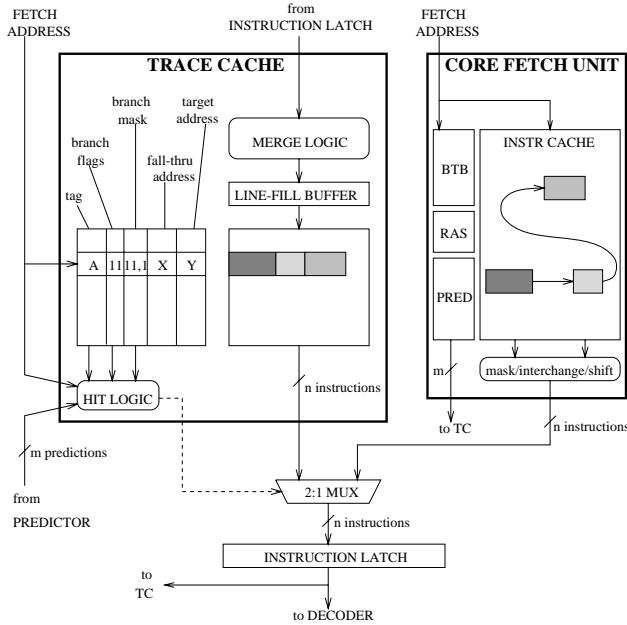 FETCH
ADDRESS
from
INSTRUCTION LATCH
FETCH
ADDRESS
TRACE CACHE
CORE FETCH UNIT
branch
mask
target
address
branch
flags
fall-thru
address
tag
MERGE LOGIC
LINE-FILL BUFFER
INSTR CACHE
BTB
RAS
PRED
A
11
11,1
X
Y
HIT LOGIC
n instructions
m
mask/interchange/shift
to TC
n instructions
m predictions
from
PREDICTOR
2:1 MUX
n instructions
INSTRUCTION LATCH
to
TC
to DECODER